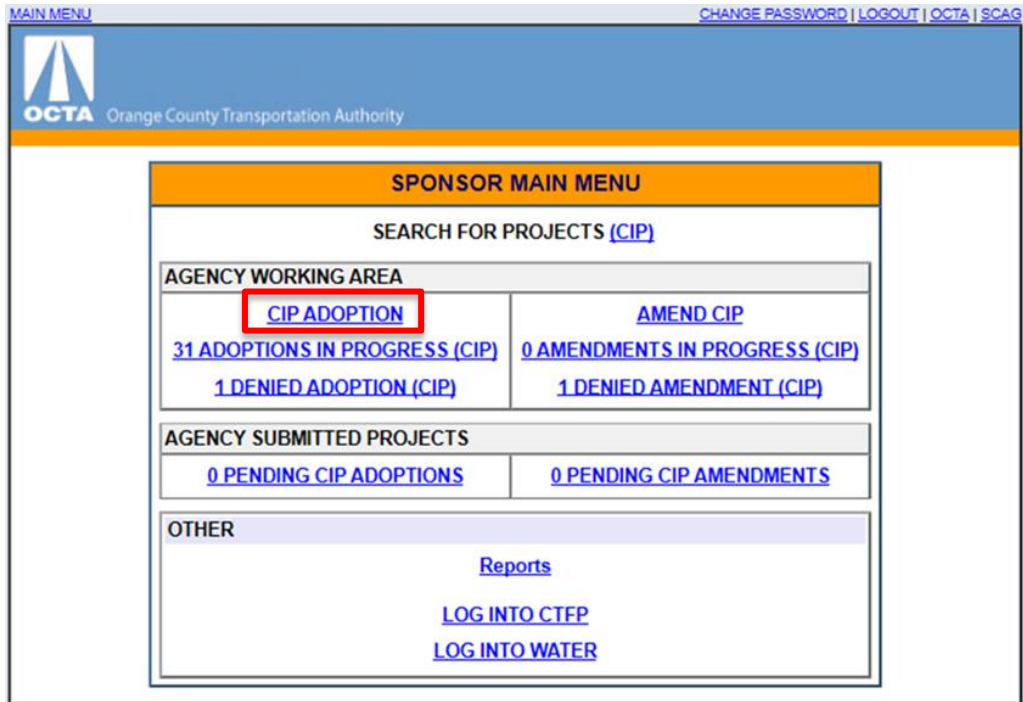 MAIN MENU
CHANGE PASSWORD | LOGOUT | OCTA | SCAG
OCTA Orange County Transportation Authority
SPONSOR MAIN MENU
SEARCH FOR PROJECTS (CIP)
AGENCY WORKING AREA
CIP ADOPTION
AMEND CIP
31 ADOPTIONS IN PROGRESS (CIP)
0 AMENDMENTS IN PROGRESS (CIP)
1 DENIED ADOPTION (CIP)
1 DENIED AMENDMENT (CIP)
AGENCY SUBMITTED PROJECTS
0 PENDING CIP ADOPTIONS
0 PENDING CIP AMENDMENTS
OTHER
Reports
LOG INTO CTFP
LOG INTO WATER